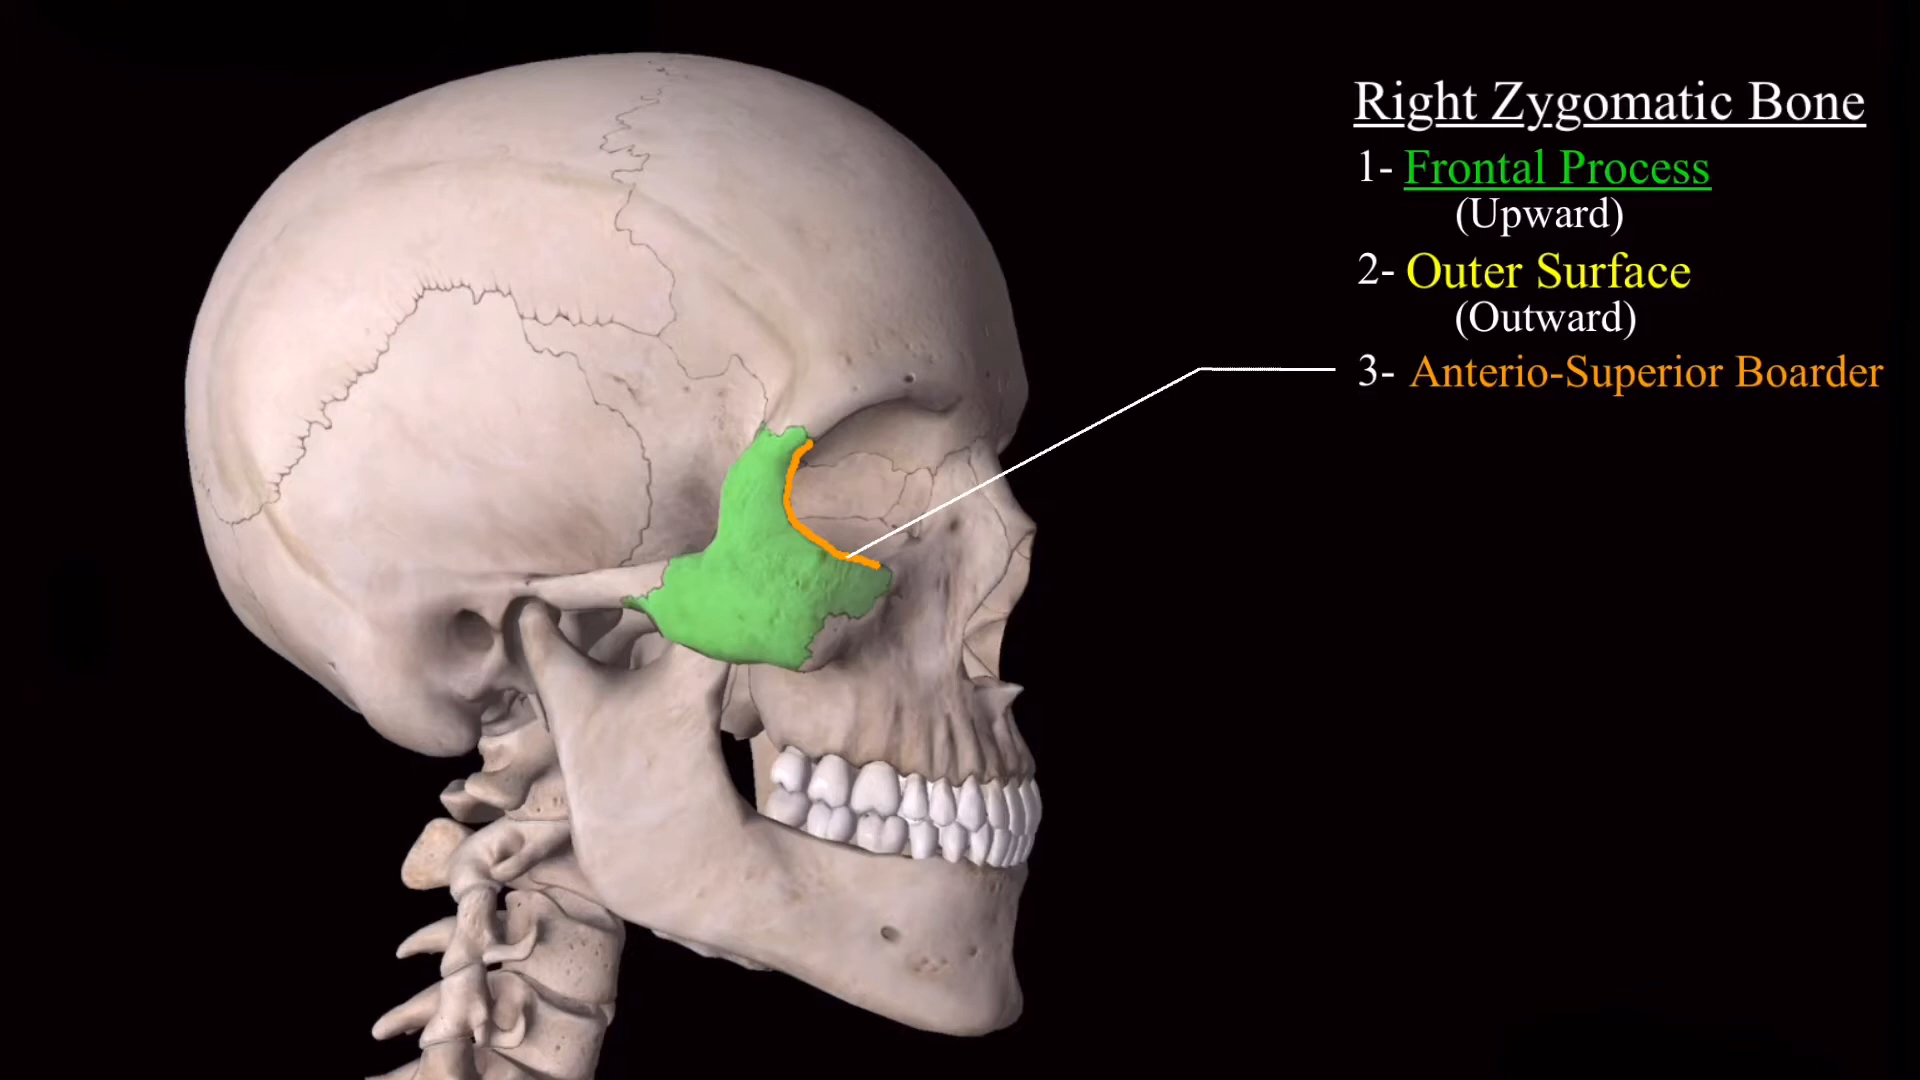 Right Zygomatic Bone
1- Frontal Process
(Upward)
2- Outer Surface
(Outward)
3- Anterio-Superior Boarder